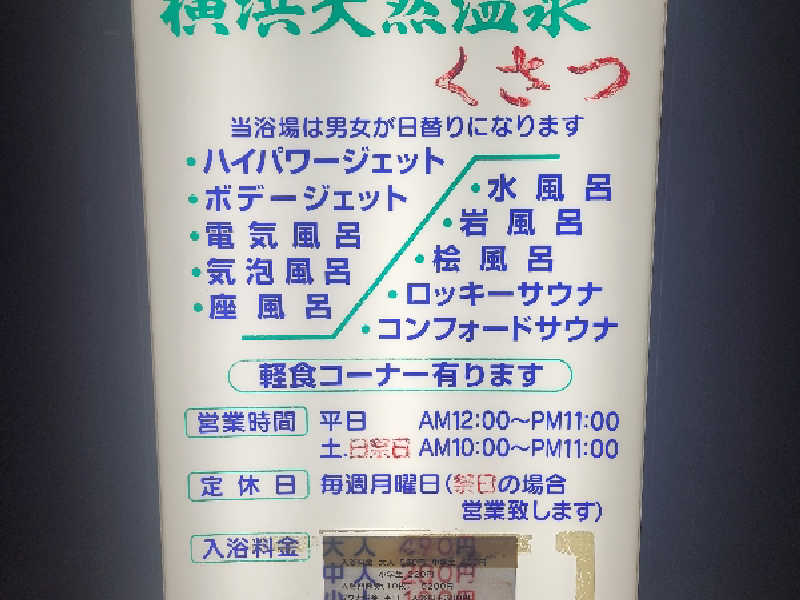 横浜天然温泉
くさつ
当浴場は男女が日替りになります
・ハイパワージェット
・ボデージェット
・電気風呂
・気泡風呂
・座風呂
・水風呂
・岩風呂
・桧風呂
・ロッキーサウナ
・コンフォードサウナ
軽食コーナー有ります
営業時間 平日 AM12:00〜PM11:00
土.日祭日 AM10:00〜PM11:00
定休日 毎週月曜日(祭日の場合
営業致します)
入浴料金 大人 490円
中人